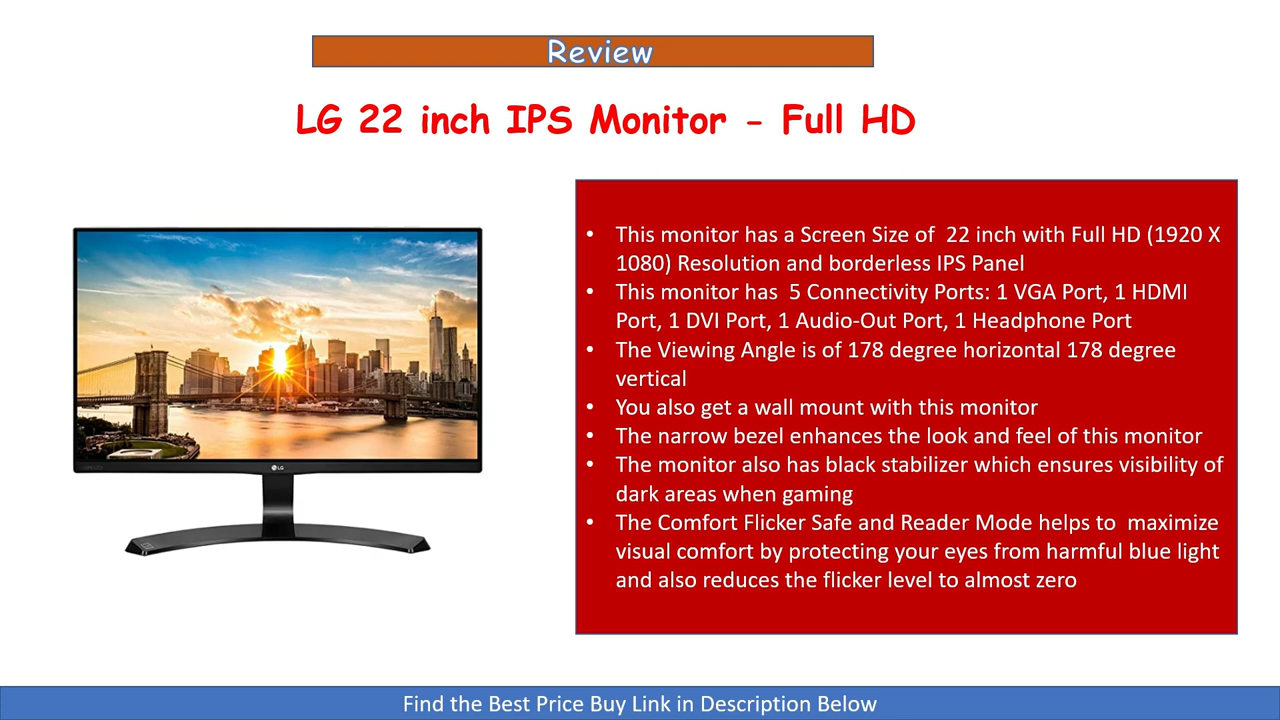 Review
LG 22 inch IPS Monitor - Full HD
• This monitor has a Screen Size of  22 inch with Full HD (1920 X
1080) Resolution and borderless IPS Panel
• This monitor has  5 Connectivity Ports: 1 VGA Port, 1 HDMI
Port, 1 DVI Port, 1 Audio-Out Port, 1 Headphone Port
• The Viewing Angle is of 178 degree horizontal 178 degree
vertical
• You also get a wall mount with this monitor
• The narrow bezel enhances the look and feel of this monitor
• The monitor also has black stabilizer which ensures visibility of
dark areas when gaming
• The Comfort Flicker Safe and Reader Mode helps to  maximize
visual comfort by protecting your eyes from harmful blue light
and also reduces the flicker level to almost zero
LG
Find the Best Price Buy Link in Description Below